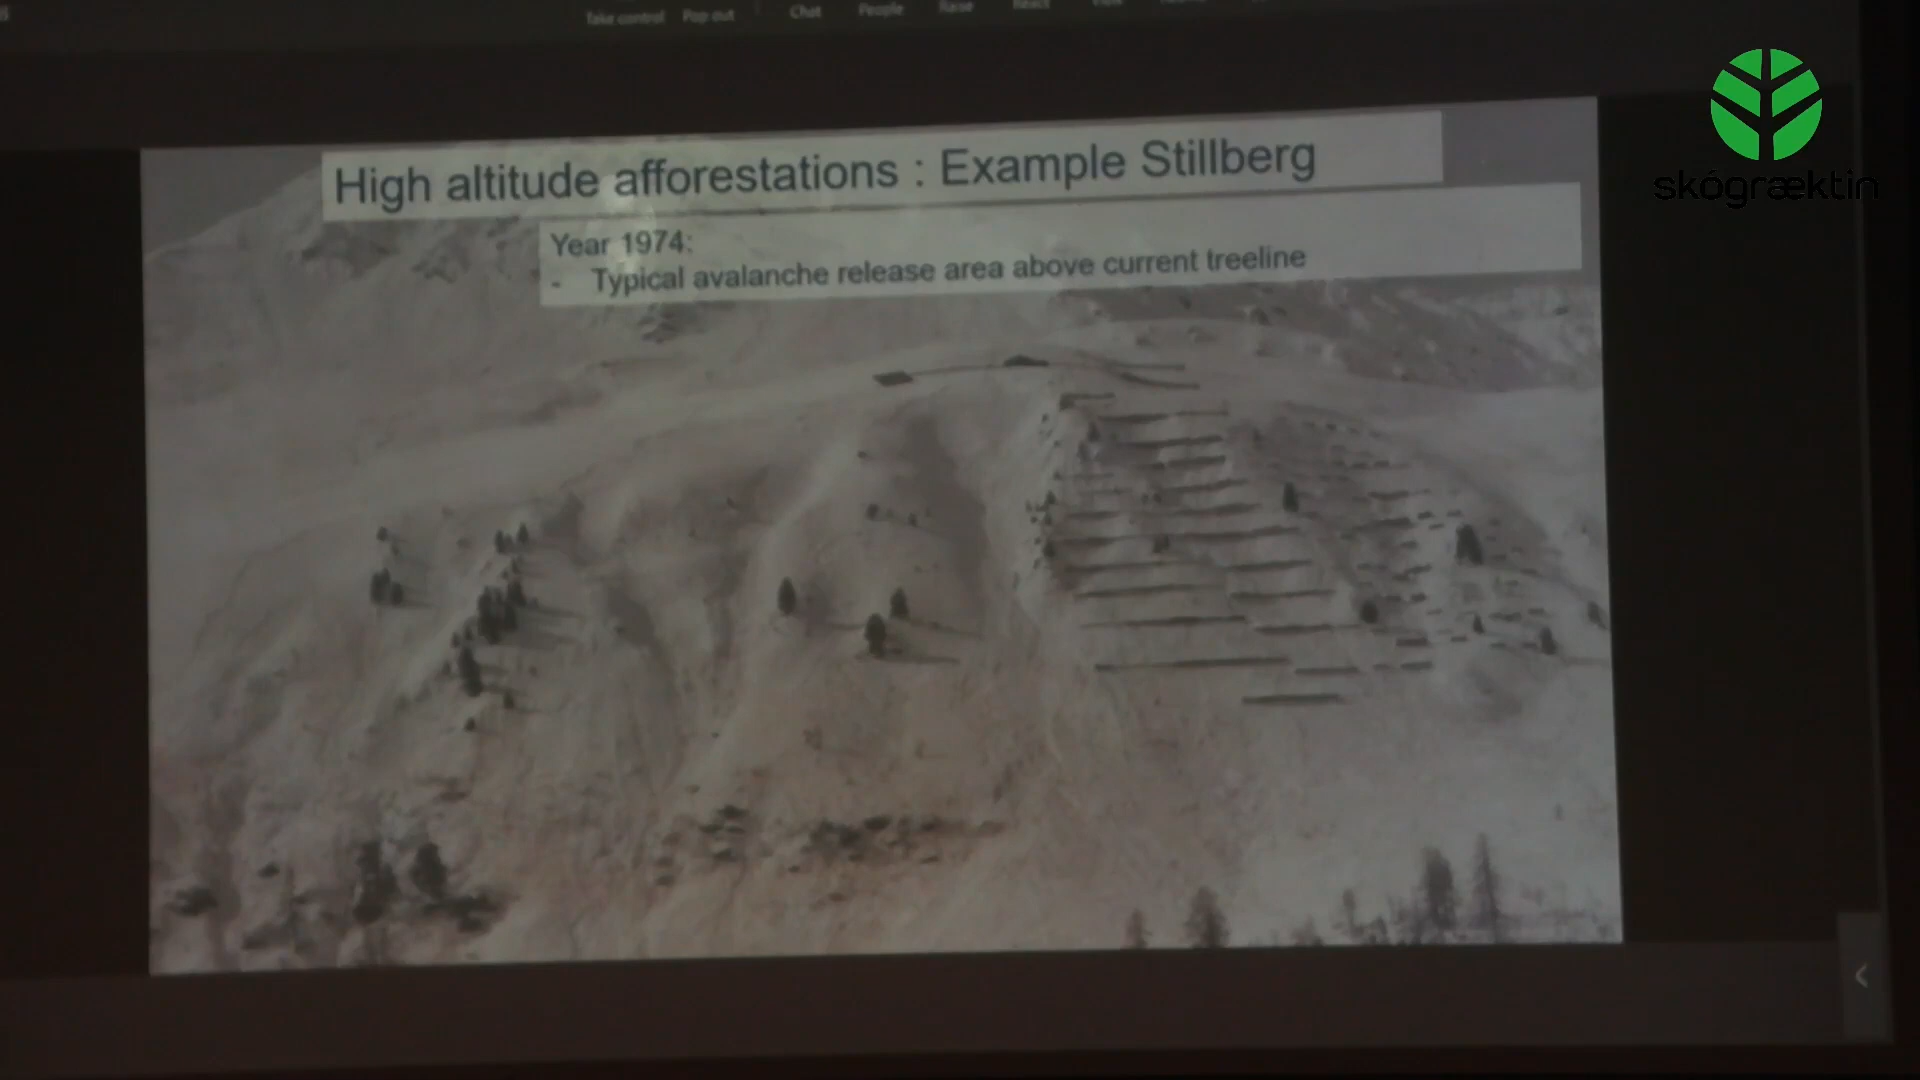 Take control Pop out Chat People Raise React
skógræktin
High altitude afforestations : Example Stillberg
Year 1974:
- Typical avalanche release area above current treeline